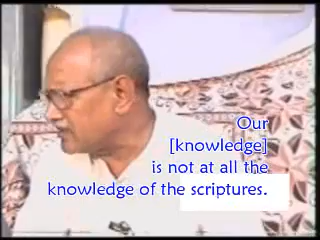 Our
[knowledge]
is not at all the
knowledge of the scriptures.